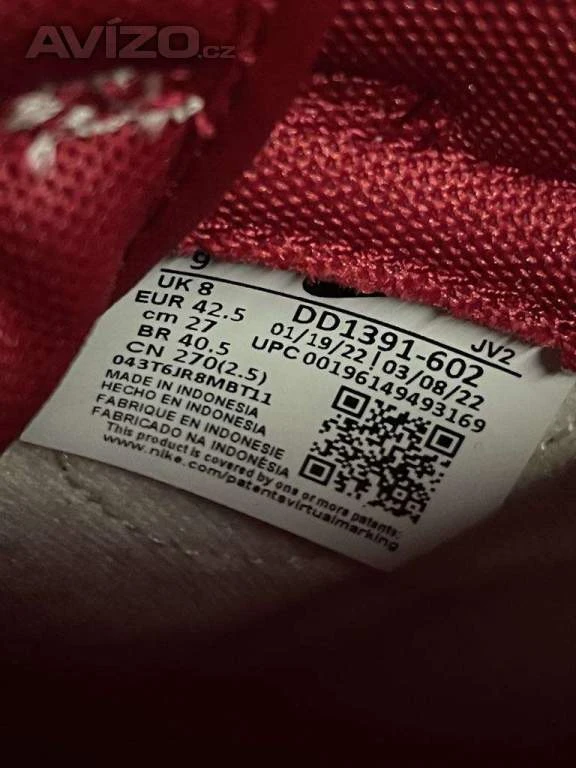 AVÍZO.cz
9
UK 8
EUR 42.5
cm 27
BR 40.5
CN 270(2.5)
043T6JR8MBT11
MADE IN INDONESIA
HECHO EN INDONESIA
FABRIQUE EN INDONESIE
FABRICADO NA INDONÉSIA
This product is covered by one or more patents:
www.nike.com/patentsvirtualmarking
DD1391-602 JV2
01/19/22 | 03/08/22
UPC 00196149493169